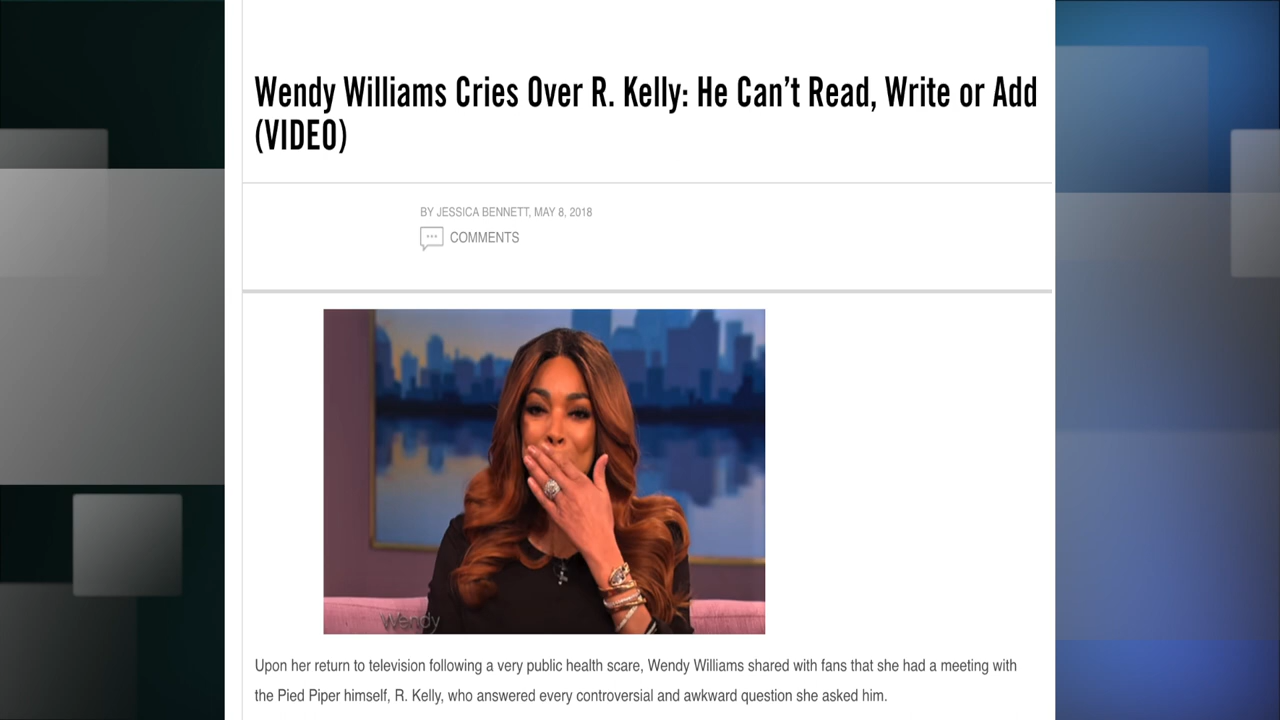 Wendy Williams Cries Over R. Kelly: He Can't Read, Write or Add
(VIDEO)
BY JESSICA BENNETT, MAY 8, 2018
COMMENTS
Wendy
Upon her return to television following a very public health scare, Wendy Williams shared with fans that she had a meeting with
the Pied Piper himself, R. Kelly, who answered every controversial and awkward question she asked him.